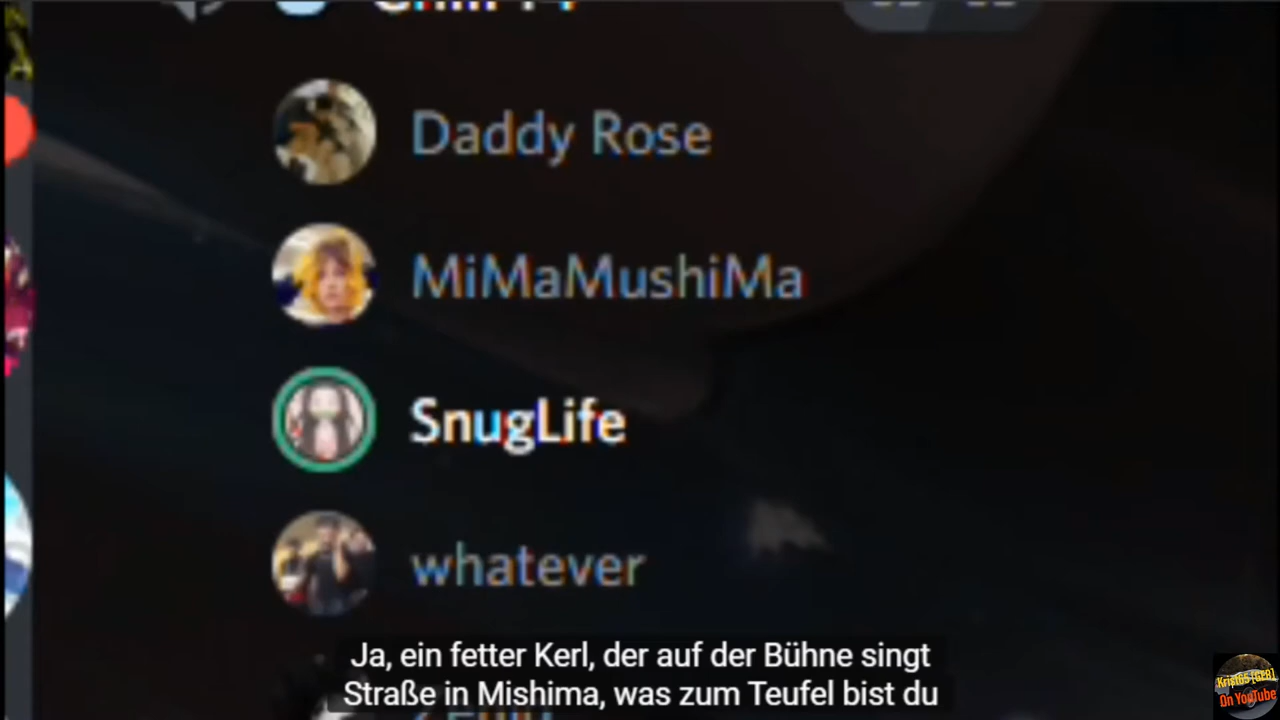 Daddy Rose
MiMaMushiMa
SnugLife
whatever
Ja, ein fetter Kerl, der auf der Bühne singt
Straße in Mishima, was zum Teufel bist du
On YouTube